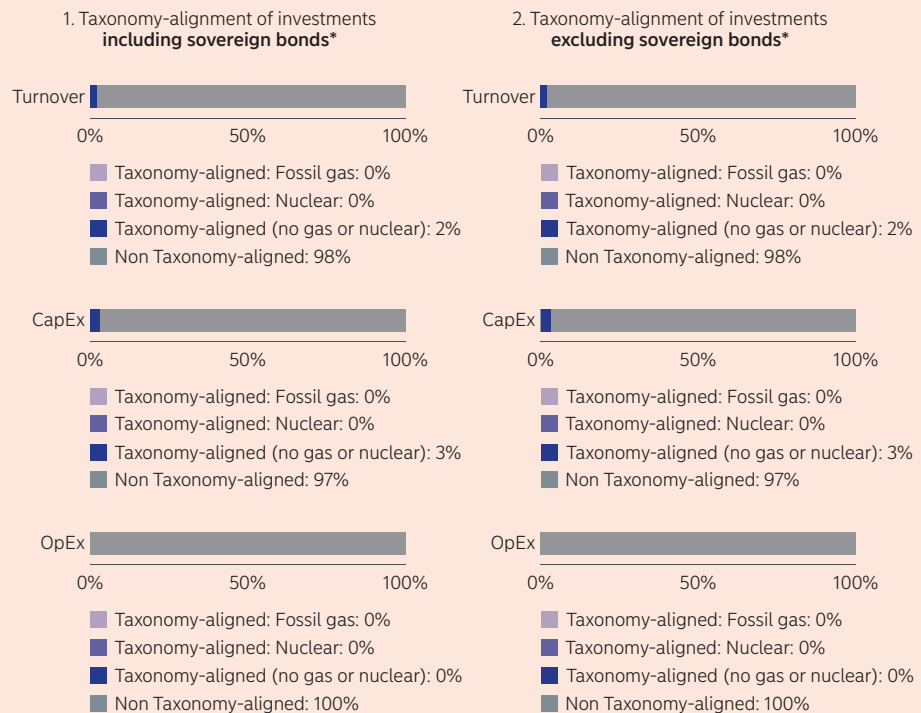 1. Taxonomy-alignment of investments
including sovereign bonds*
Turnover
0% 50% 100%
Taxonomy-aligned: Fossil gas: 0%
Taxonomy-aligned: Nuclear: 0%
Taxonomy-aligned (no gas or nuclear): 2%
Non Taxonomy-aligned: 98%
CapEx
0% 50% 100%
Taxonomy-aligned: Fossil gas: 0%
Taxonomy-aligned: Nuclear: 0%
Taxonomy-aligned (no gas or nuclear): 3%
Non Taxonomy-aligned: 97%
OpEx
0% 50% 100%
Taxonomy-aligned: Fossil gas: 0%
Taxonomy-aligned: Nuclear: 0%
Taxonomy-aligned (no gas or nuclear): 0%
Non Taxonomy-aligned: 100%
2. Taxonomy-alignment of investments
excluding sovereign bonds*
Turnover
0% 50% 100%
Taxonomy-aligned: Fossil gas: 0%
Taxonomy-aligned: Nuclear: 0%
Taxonomy-aligned (no gas or nuclear): 2%
Non Taxonomy-aligned: 98%
CapEx
0% 50% 100%
Taxonomy-aligned: Fossil gas: 0%
Taxonomy-aligned: Nuclear: 0%
Taxonomy-aligned (no gas or nuclear): 3%
Non Taxonomy-aligned: 97%
OpEx
0% 50% 100%
Taxonomy-aligned: Fossil gas: 0%
Taxonomy-aligned: Nuclear: 0%
Taxonomy-aligned (no gas or nuclear): 0%
Non Taxonomy-aligned: 100%